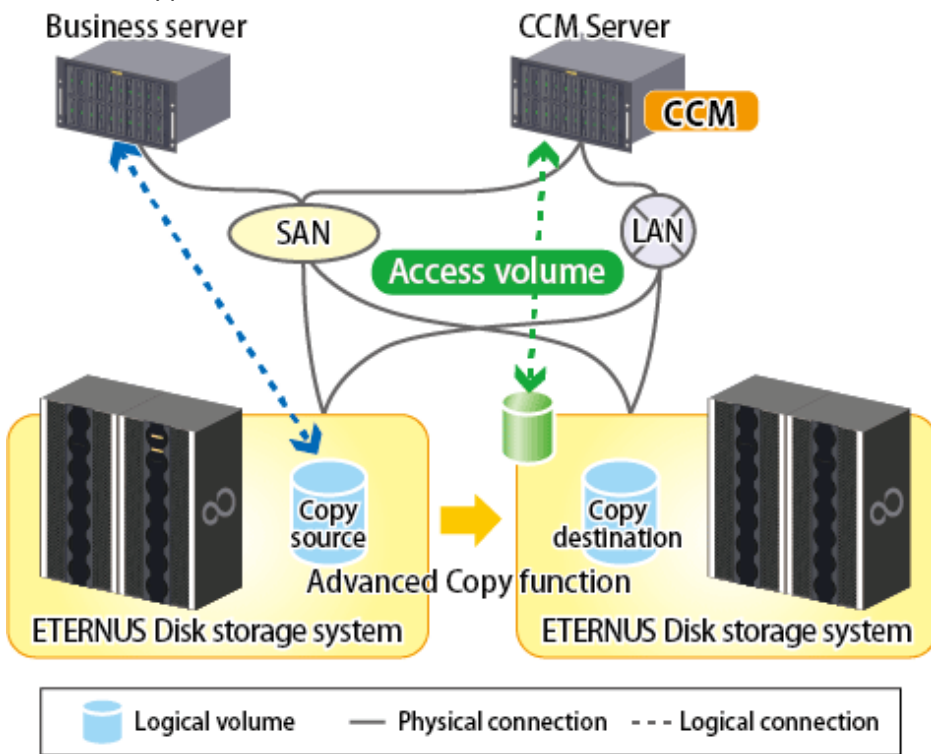 Business server
CCM Server
CCM
SAN
LAN
Access volume
Copy
source
Copy
destination
Advanced Copy function
ETERNUS Disk storage system
ETERNUS Disk storage system
Logical volume
Physical connection
Logical connection